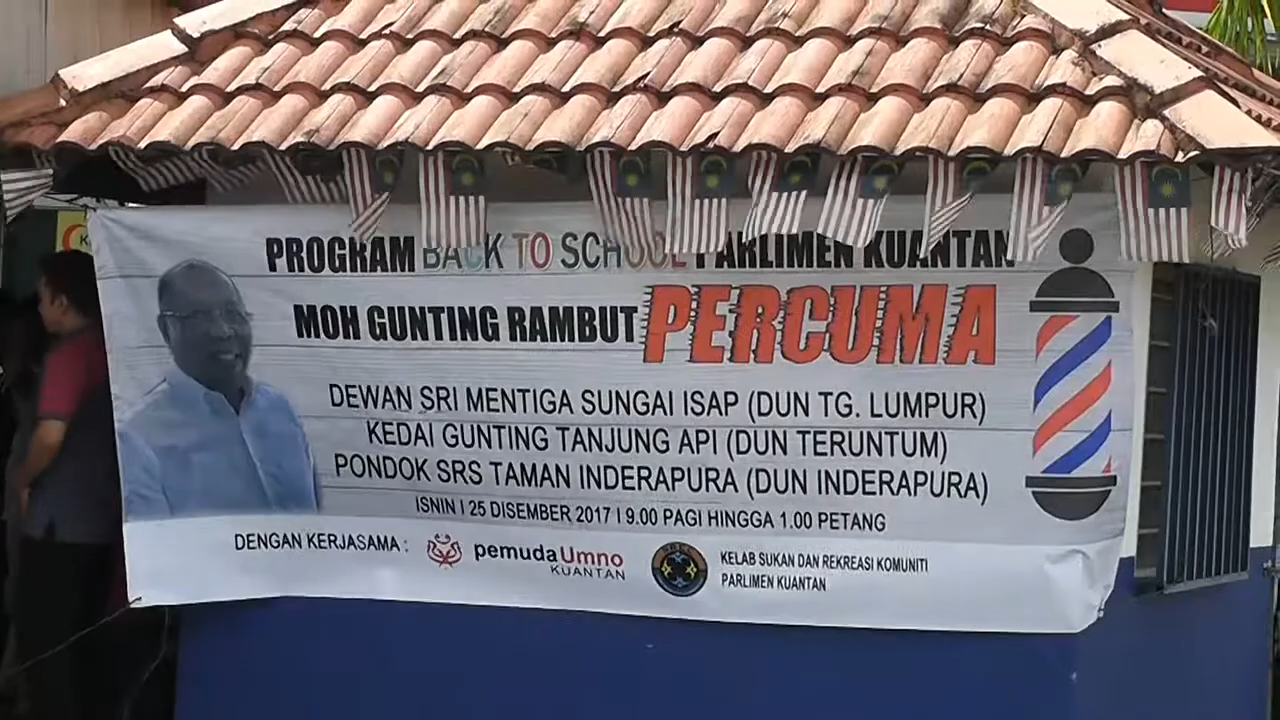 PROGRAM BACK TO SCHOOL PARLIMEN KUANTAN
MOH GUNTING RAMBUT PERCUMA
DEWAN SRI MENTIGA SUNGAI ISAP (DUN TG. LUMPUR)
KEDAI GUNTING TANJUNG API (DUN TERUNTUM)
PONDOK SRS TAMAN INDERAPURA (DUN INDERAPURA)
ISNIN I 25 DISEMBER 2017 I 9.00 PAGI HINGGA 1.00 PETANG
DENGAN KERJASAMA :
pemudaUmno
KUANTAN
KELAB SUKAN DAN REKREASI KOMUNITI
PARLIMEN KUANTAN